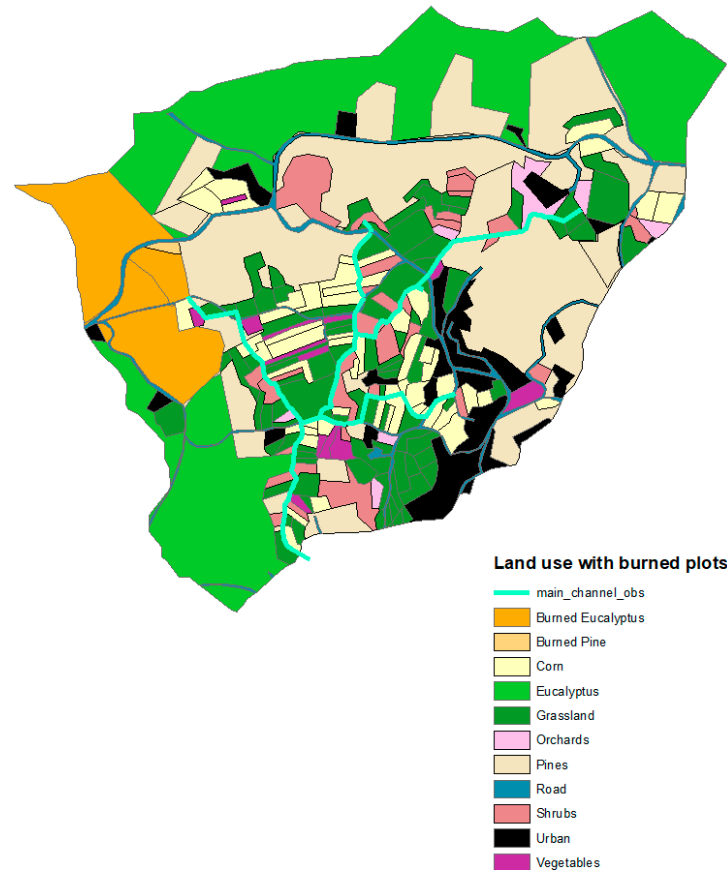 Land use with burned plots
main_channel_obs
Burned Eucalyptus
Burned Pine
Corn
Eucalyptus
Grassland
Orchards
Pines
Road
Shrubs
Urban
Vegetables